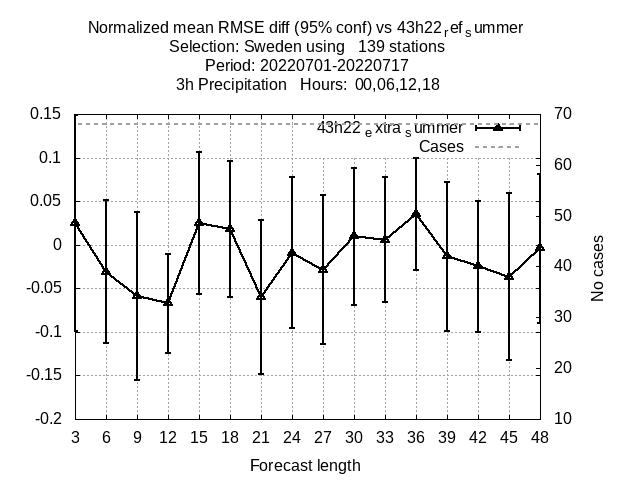 Normalized mean RMSE diff (95% conf) vs 43h22refsummer
Selection: Sweden using 139 stations
Period: 20220701-20220717
3h Precipitation Hours: 00,06,12,18
0.15 70
43h22extrasummer
Cases
0.1 60
0.05 50
0 40
-0.05 30
-0.1 20
-0.15 10
-0.2
No cases
3 6 9 12 15 18 21 24 27 30 33 36 39 42 45 48
Forecast length